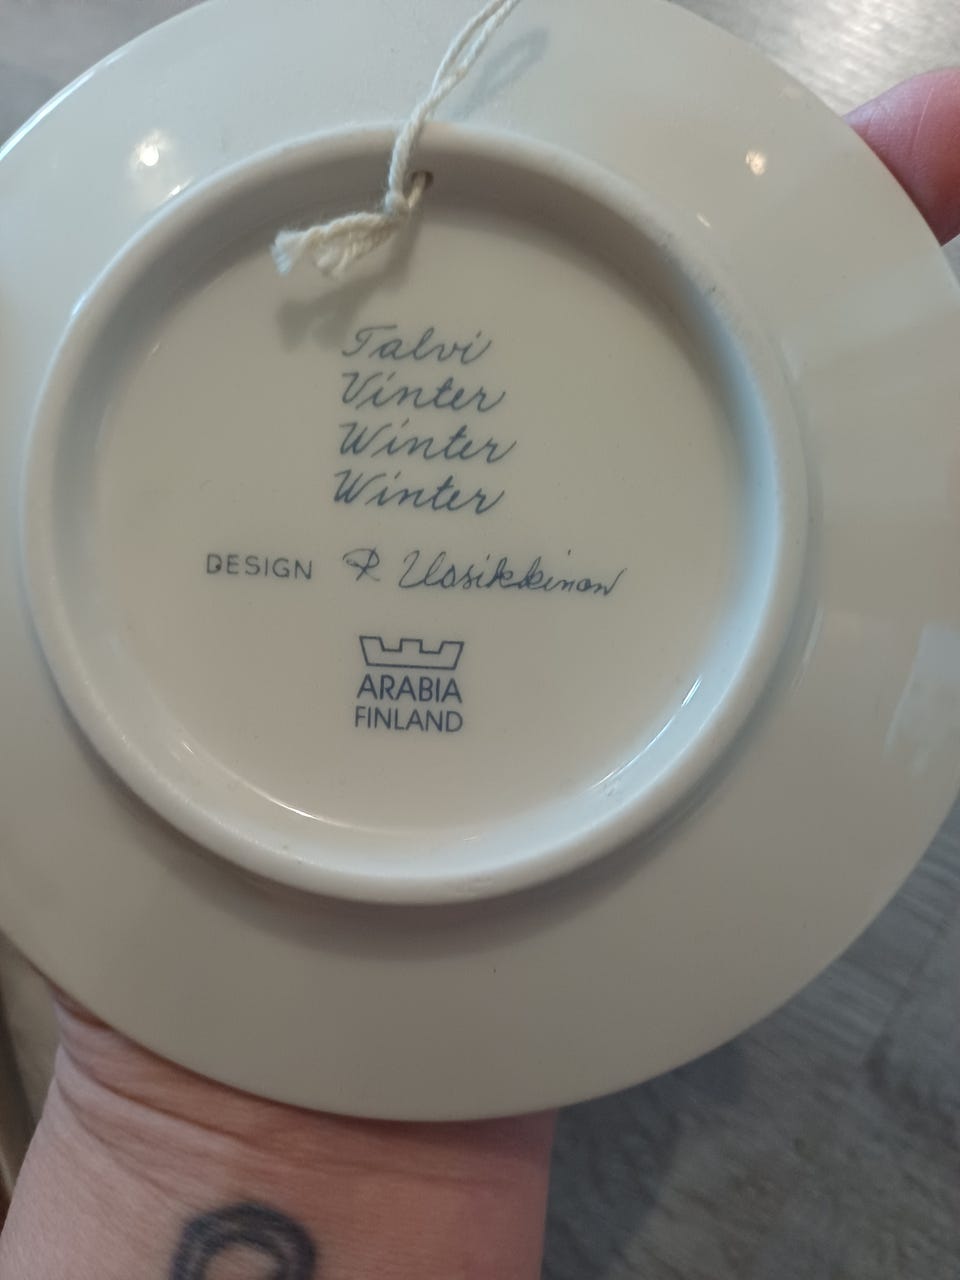 Talvi
Vinter
Winter
Winter
DESIGN R Uosikkinen
ARABIA
FINLAND